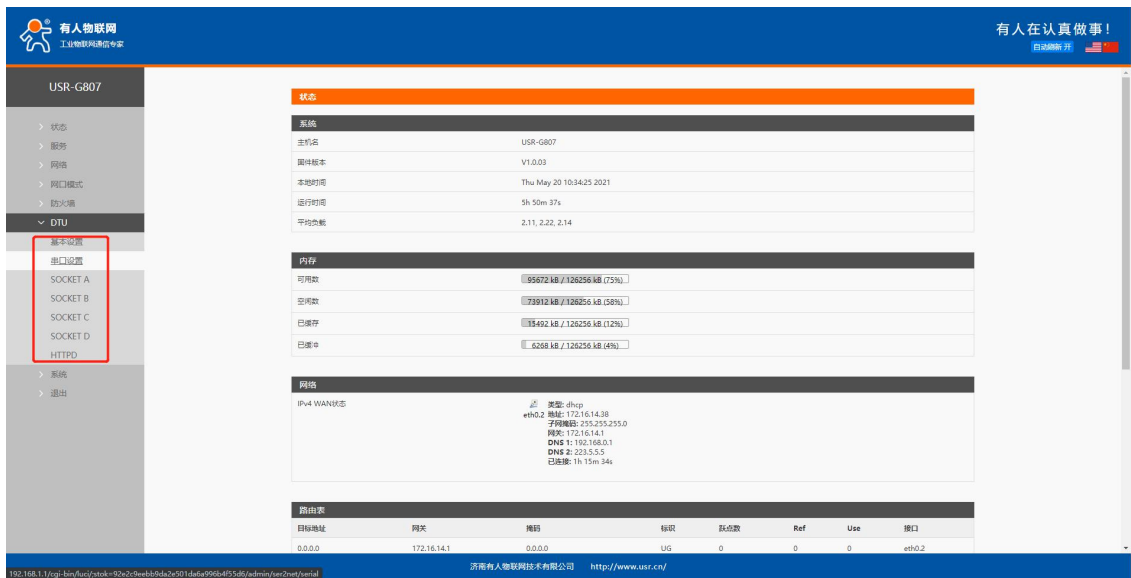 有人物联网
工业物联网通信专家
有人在认真做事!
自动刷新 开
USR-G807
状态
服务
网络
网口模式
防火墙
DTU
基本设置
串口设置
SOCKET A
SOCKET B
SOCKET C
SOCKET D
HTTPD
系统
退出
状态
系统
主机名 USR-G807
固件版本 V1.0.03
本地时间 Thu May 20 10:34:25 2021
运行时间 5h 50m 37s
平均负载 2.11, 2.22, 2.14
内存
可用数 95672 kB / 126256 kB (75%)
空闲数 73912 kB / 126256 kB (58%)
已缓存 15492 kB / 126256 kB (12%)
已缓冲 6268 kB / 126256 kB (4%)
网络
IPv4 WAN状态
eth0.2
类型: dhcp
地址: 172.16.14.38
子网掩码: 255.255.255.0
网关: 172.16.14.1
DNS 1: 192.168.0.1
DNS 2: 223.5.5.5
已连接: 1h 15m 34s
路由表
目标地址 网关 掩码 标识 跃点数 Ref Use 接口
0.0.0.0 172.16.14.1 0.0.0.0 UG 0 0 0 eth0.2
济南有人物联网技术有限公司 http://www.usr.cn/
192.168.1.1/cgi-bin/luci/;stok=92e2c9eebb9da2e501da6a996b4f55d6/admin/ser2net/serial